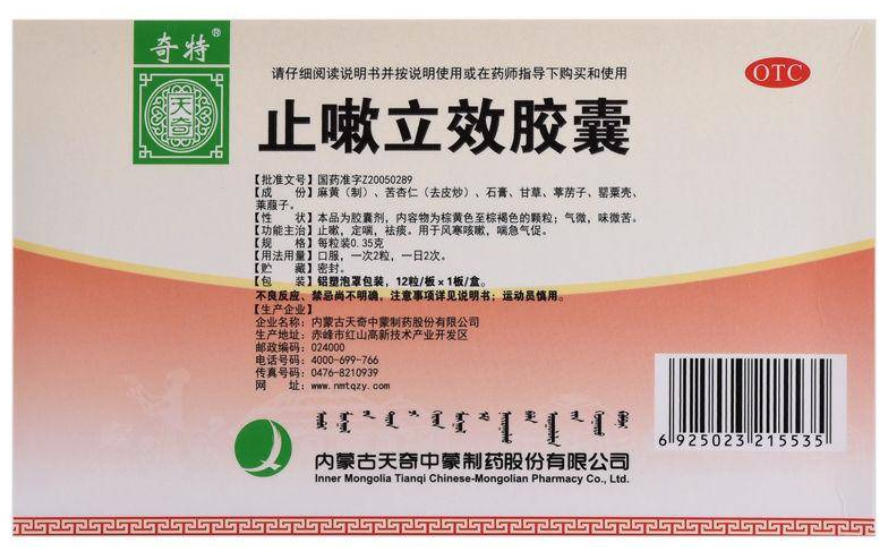 奇特®
天奇
请仔细阅读说明书并按说明使用或在药师指导下购买和使用
OTC
止嗽立效胶囊
【批准文号】国药准字Z20050289
【成　　份】麻黄（制）、苦杏仁（去皮炒）、石膏、甘草、葶苈子、罂粟壳、
莱菔子。
【性　　状】本品为胶囊剂，内容物为棕黄色至棕褐色的颗粒；气微，味微苦。
【功能主治】止嗽，定喘，祛痰。用于风寒咳嗽，喘急气促。
【规　　格】每粒装0.35克
【用法用量】口服，一次2粒，一日2次。
【贮　　藏】密封。
【包　　装】铝塑泡罩包装，12粒/板×1板/盒。
不良反应、禁忌尚不明确，注意事项详见说明书；运动员慎用。
【生产企业】
企业名称：内蒙古天奇中蒙制药股份有限公司
生产地址：赤峰市红山高新技术产业开发区
邮政编码：024000
电话号码：4000-699-766
传真号码：0476-8210939
网　　址：www.nmtqzy.com
内蒙古天奇中蒙制药股份有限公司
Inner Mongolia Tianqi Chinese-Mongolian Pharmacy Co., Ltd.
6 925023 215535